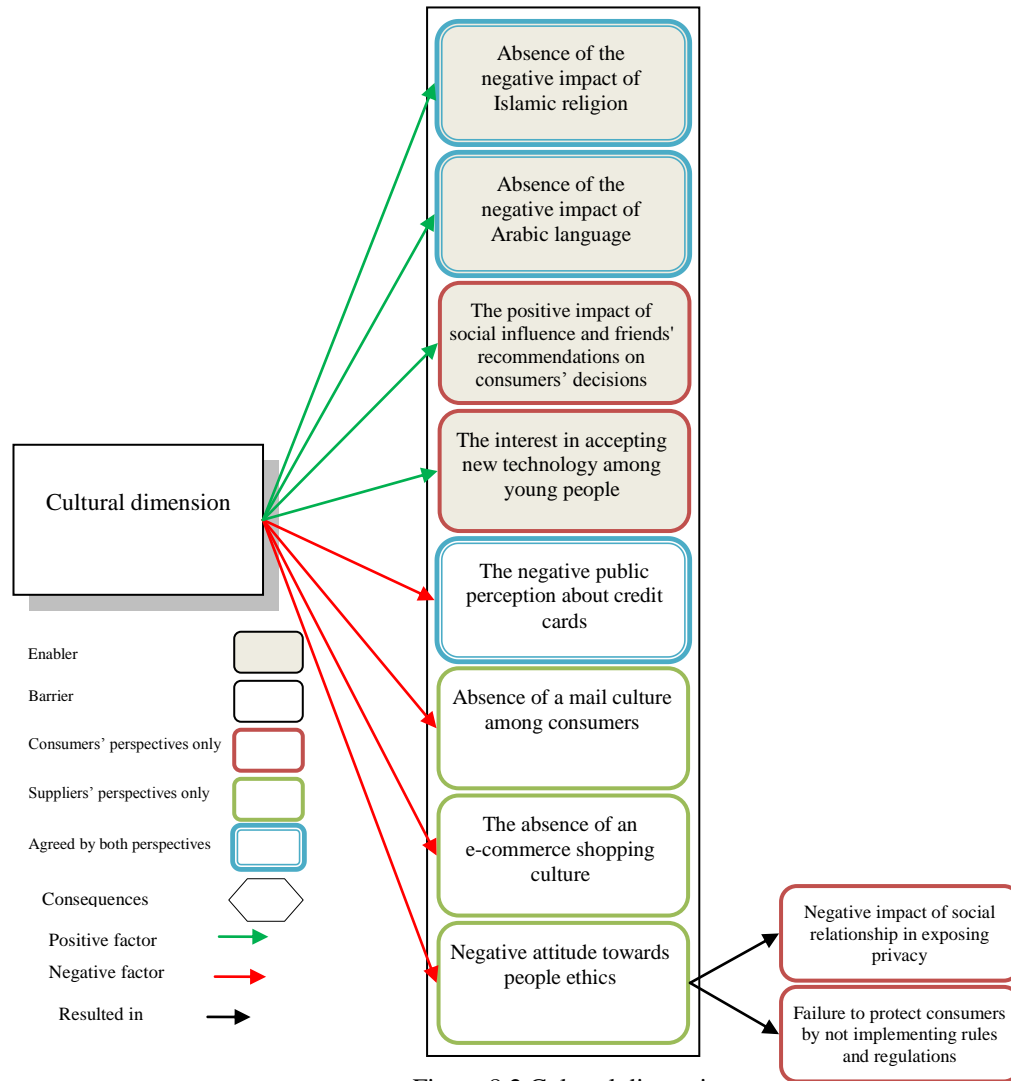 Absence of the
negative impact of
Islamic religion
Absence of the
negative impact of
Arabic language
The positive impact of
social influence and friends'
recommendations on
consumers’ decisions
The interest in accepting
new technology among
young people
Cultural dimension
The negative public
perception about credit
cards
Absence of a mail culture
among consumers
The absence of an
e-commerce shopping
culture
Negative attitude towards
people ethics
Negative impact of social
relationship in exposing
privacy
Failure to protect consumers
by not implementing rules
and regulations
Enabler
Barrier
Consumers’ perspectives only
Suppliers’ perspectives only
Agreed by both perspectives
Consequences
Positive factor
Negative factor
Resulted in